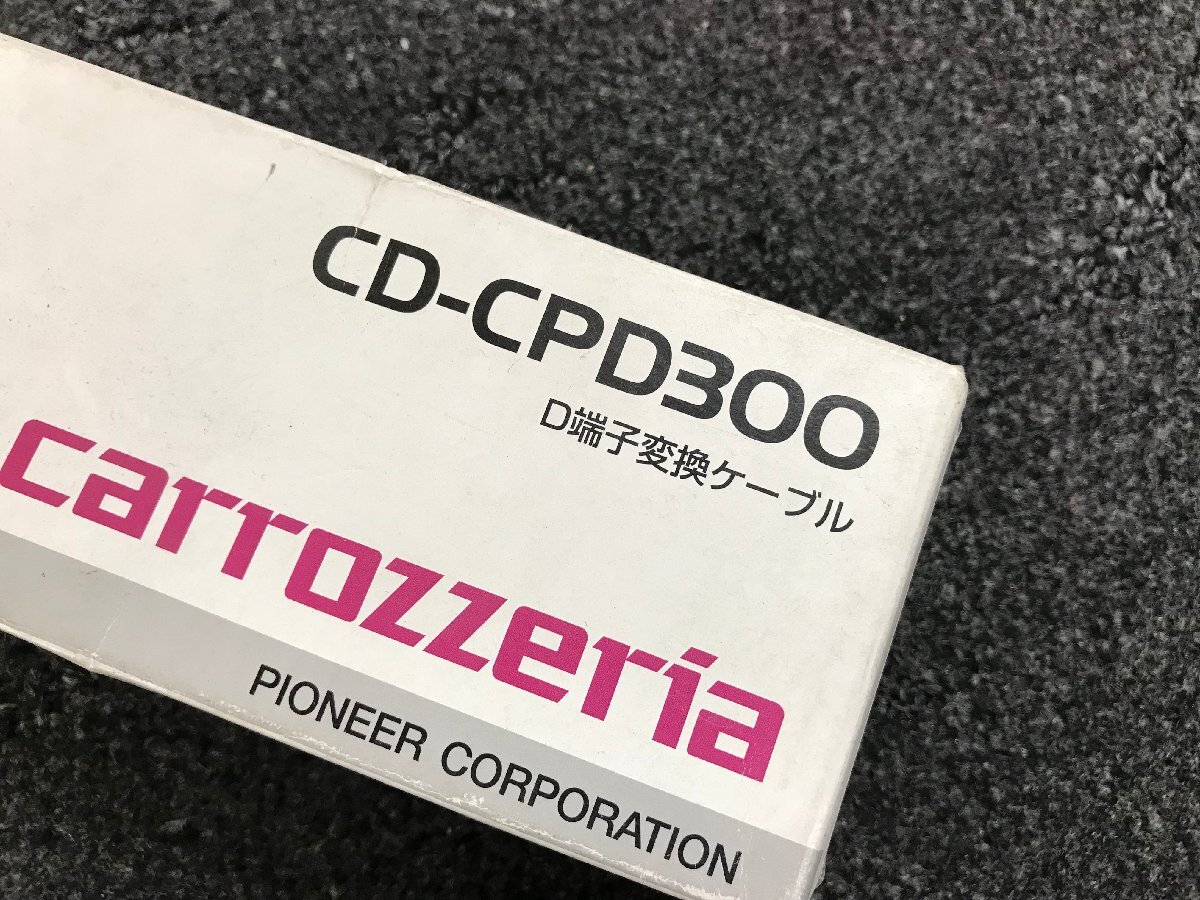 CD-CPD300
D端子変換ケーブル
carrozzeria
PIONEER CORPORATION